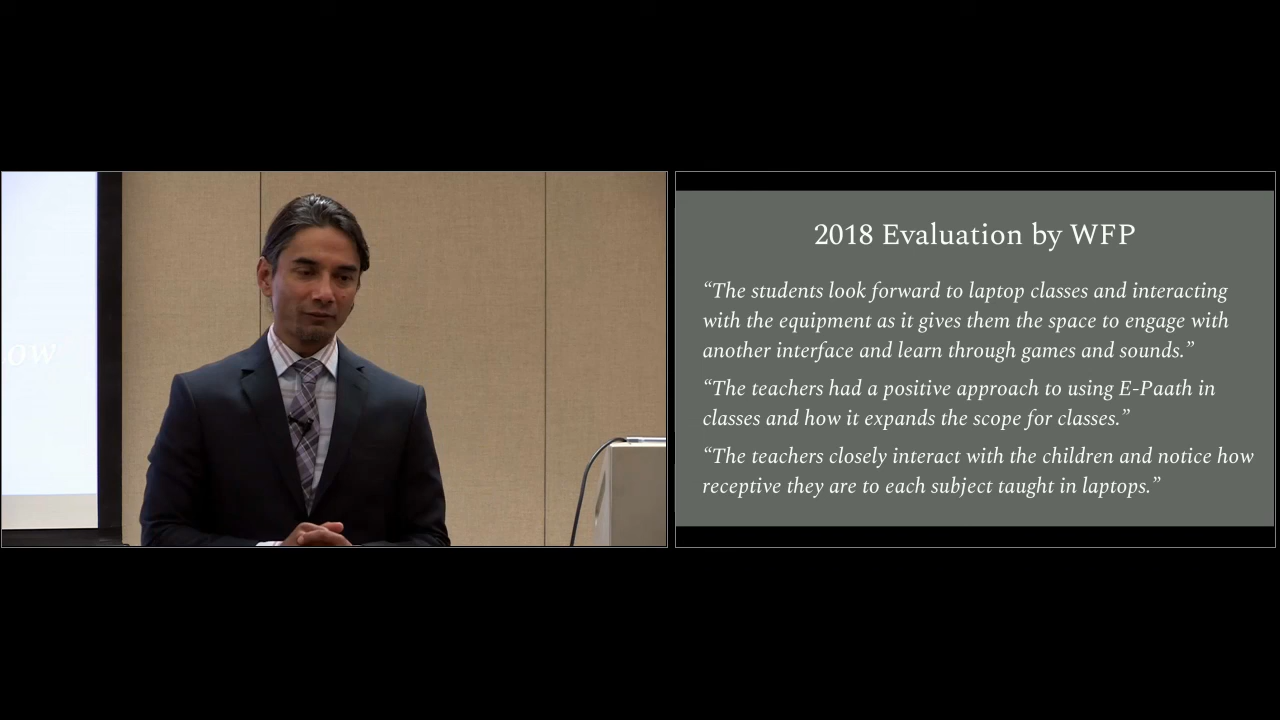 ow
2018 Evaluation by WFP
“The students look forward to laptop classes and interacting
with the equipment as it gives them the space to engage with
another interface and learn through games and sounds.”
“The teachers had a positive approach to using E-Paath in
classes and how it expands the scope for classes.”
“The teachers closely interact with the children and notice how
receptive they are to each subject taught in laptops.”